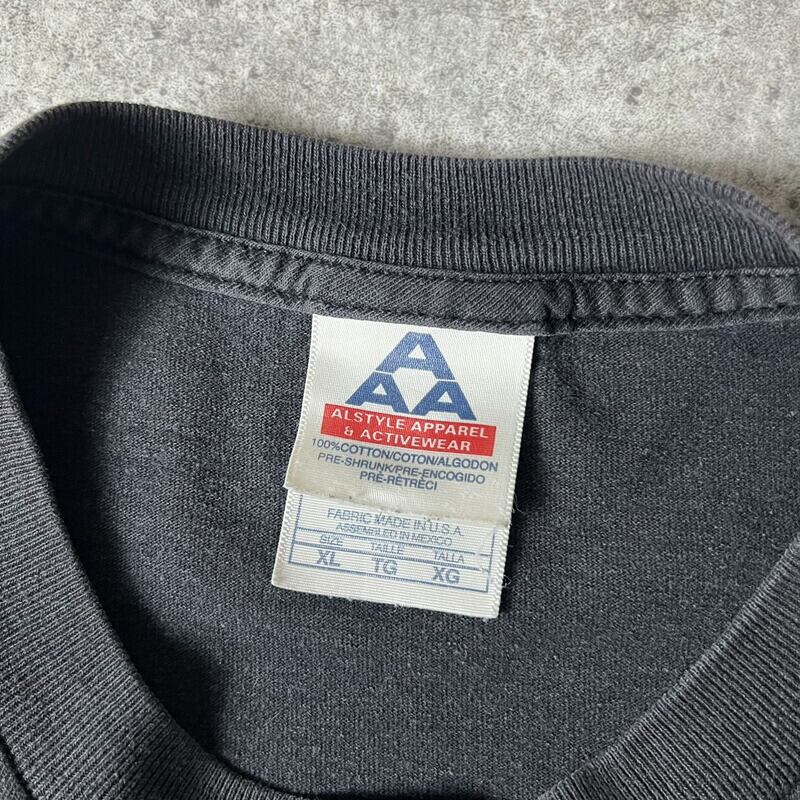 A
AA
ALSTYLE APPAREL
& ACTIVEWEAR
100%COTTON/COTON/ALGODON
PRE-SHRUNK/PRE-ENCOGIDO
PRÉ-RÉTRÉCI
FABRIC MADE IN U.S.A.
ASSEMBLED IN MEXICO
SIZE TAILLE TALLA
XL TG XG